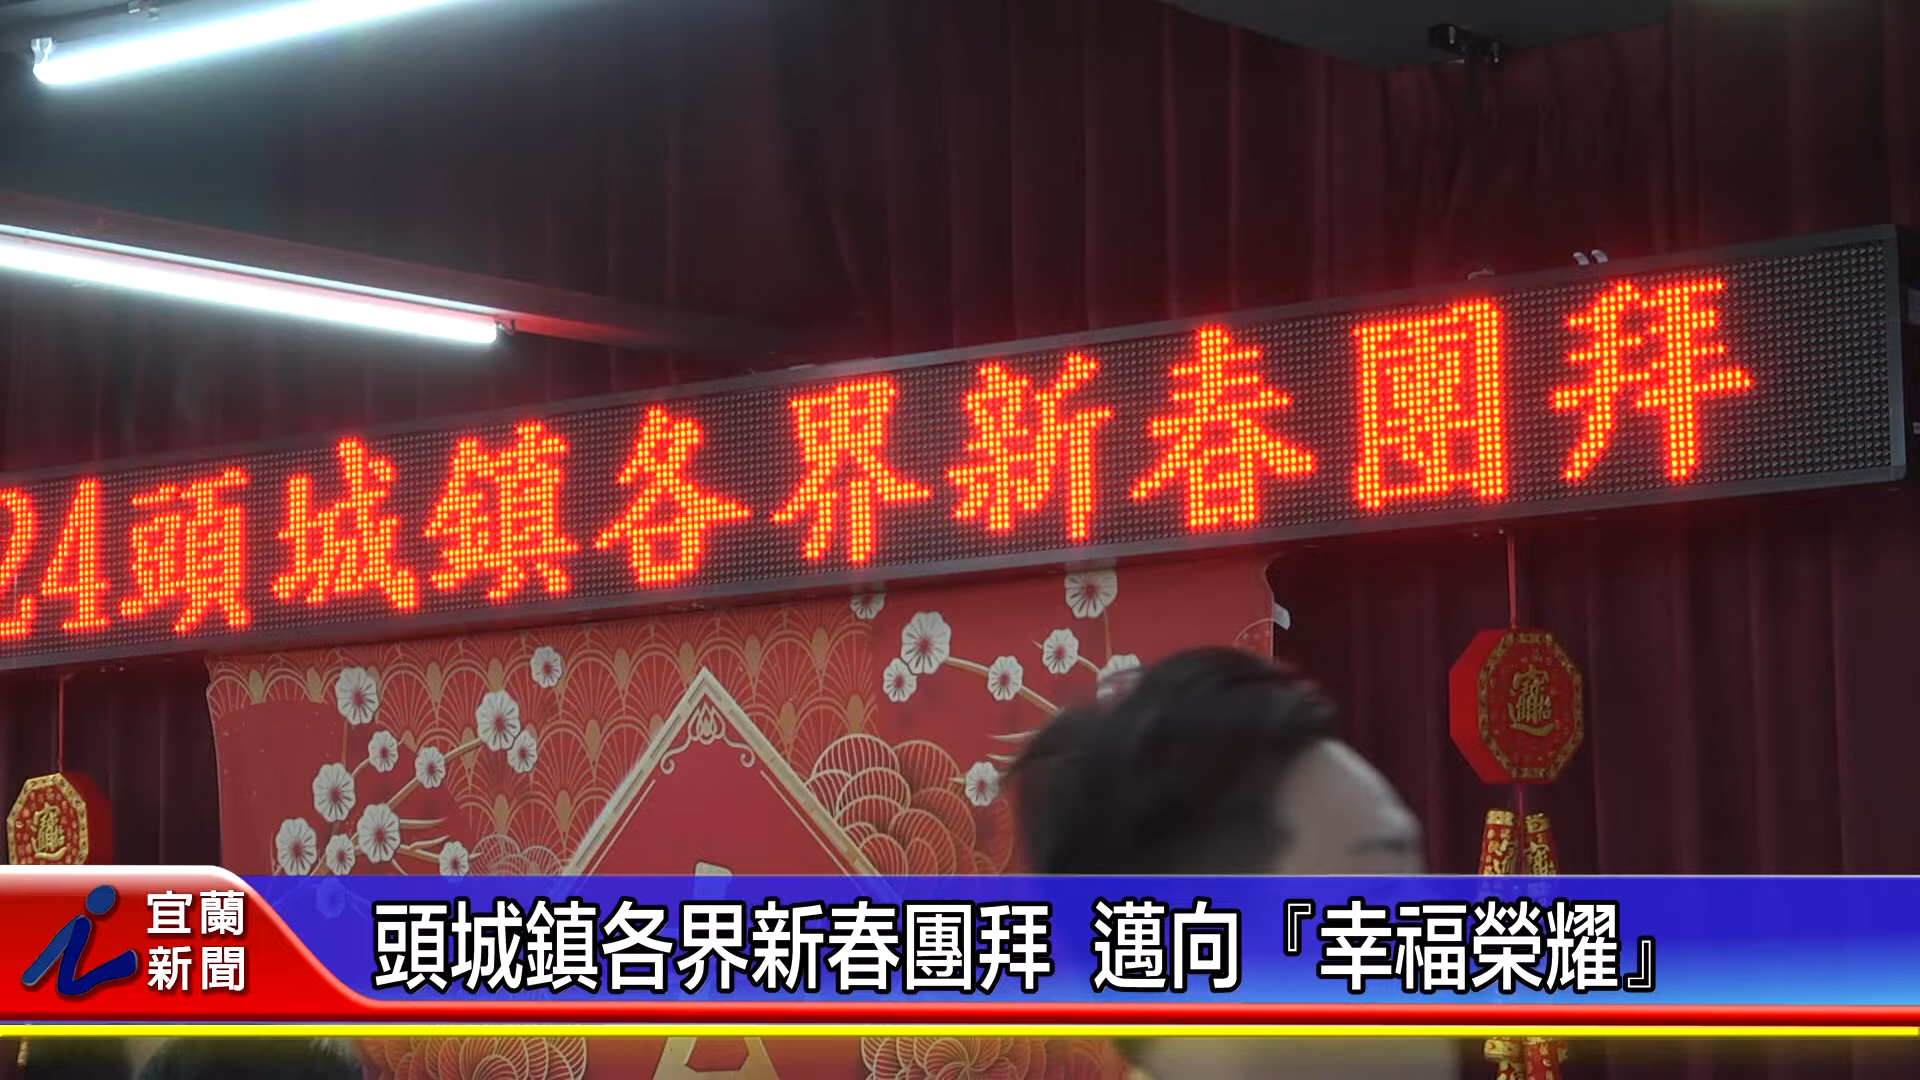 24頭城鎮各界新春團拜
宜蘭
新聞
頭城鎮各界新春團拜 邁向『幸福榮耀』